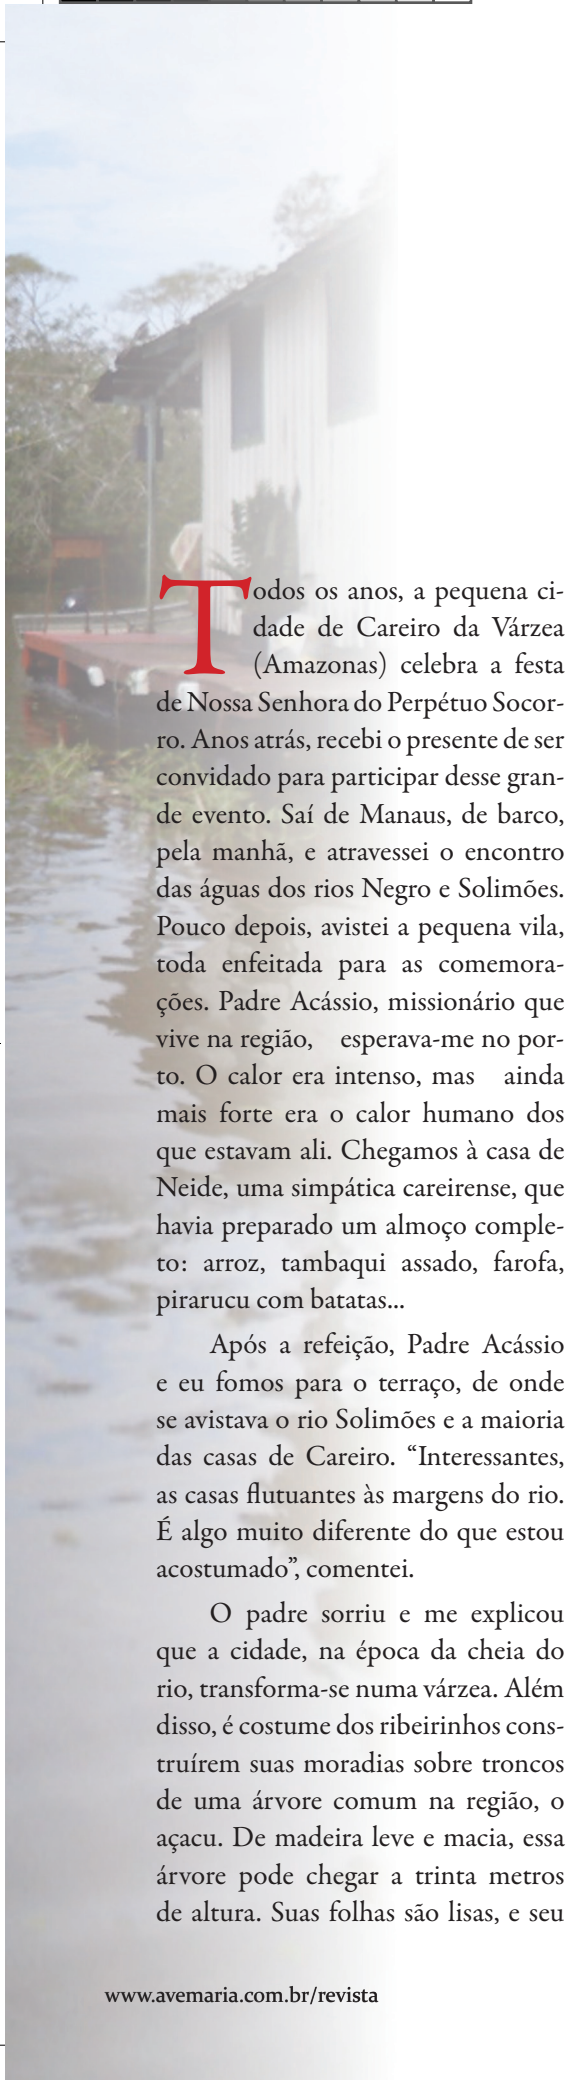 Todos os anos, a pequena ci-
dade de Careiro da Várzea
(Amazonas) celebra a festa
de Nossa Senhora do Perpétuo Socor-
ro. Anos atrás, recebi o presente de ser
convidado para participar desse gran-
de evento. Saí de Manaus, de barco,
pela manhã, e atravessei o encontro
das águas dos rios Negro e Solimões.
Pouco depois, avistei a pequena vila,
toda enfeitada para as comemora-
ções. Padre Acássio, missionário que
vive na região, esperava-me no por-
to. O calor era intenso, mas ainda
mais forte era o calor humano dos
que estavam ali. Chegamos à casa de
Neide, uma simpática careirense, que
havia preparado um almoço comple-
to: arroz, tambaqui assado, farofa,
pirarucu com batatas...
Após a refeição, Padre Acássio
e eu fomos para o terraço, de onde
se avistava o rio Solimões e a maioria
das casas de Careiro. “Interessantes,
as casas flutuantes às margens do rio.
É algo muito diferente do que estou
acostumado”, comentei.
O padre sorriu e me explicou
que a cidade, na época da cheia do
rio, transforma-se numa várzea. Além
disso, é costume dos ribeirinhos cons-
truírem suas moradias sobre troncos
de uma árvore comum na região, o
açacu. De madeira leve e macia, essa
árvore pode chegar a trinta metros
de altura. Suas folhas são lisas, e seu
www.avemaria.com.br/revista